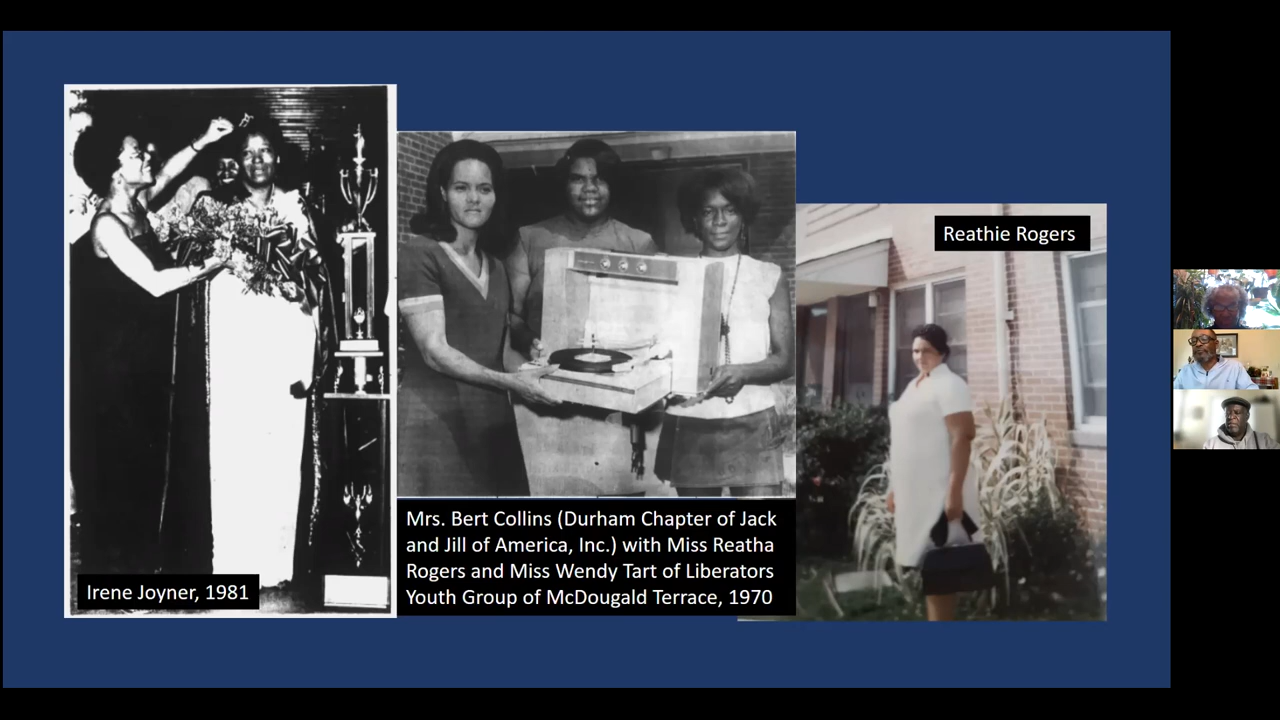 Irene Joyner, 1981
Mrs. Bert Collins (Durham Chapter of Jack
and Jill of America, Inc.) with Miss Reatha
Rogers and Miss Wendy Tart of Liberators
Youth Group of McDougald Terrace, 1970
Reathie Rogers